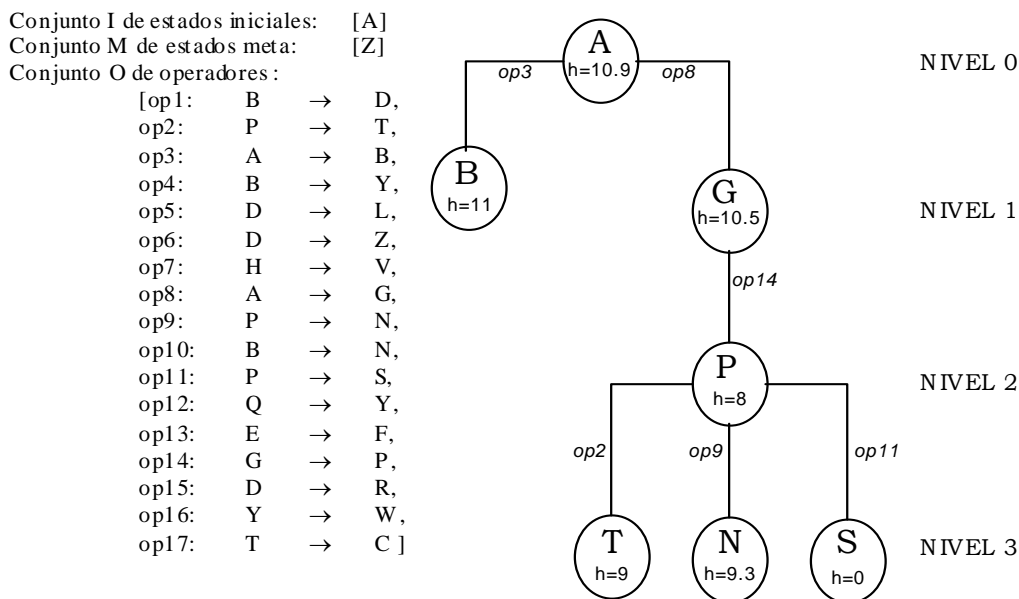 Conjunto I de estados iniciales: [A]
Conjunto M de estados meta: [Z]
Conjunto O de operadores :
[op1: B → D,
op2: P → T,
op3: A → B,
op4: B → Y,
op5: D → L,
op6: D → Z,
op7: H → V,
op8: A → G,
op9: P → N,
op10: B → N,
op11: P → S,
op12: Q → Y,
op13: E → F,
op14: G → P,
op15: D → R,
op16: Y → W,
op17: T → C ]
A
h=10.9
op3
op8
NIVEL 0
B
h=11
G
h=10.5
NIVEL 1
op14
P
h=8
NIVEL 2
op2
op9
op11
T
h=9
N
h=9.3
S
h=0
NIVEL 3